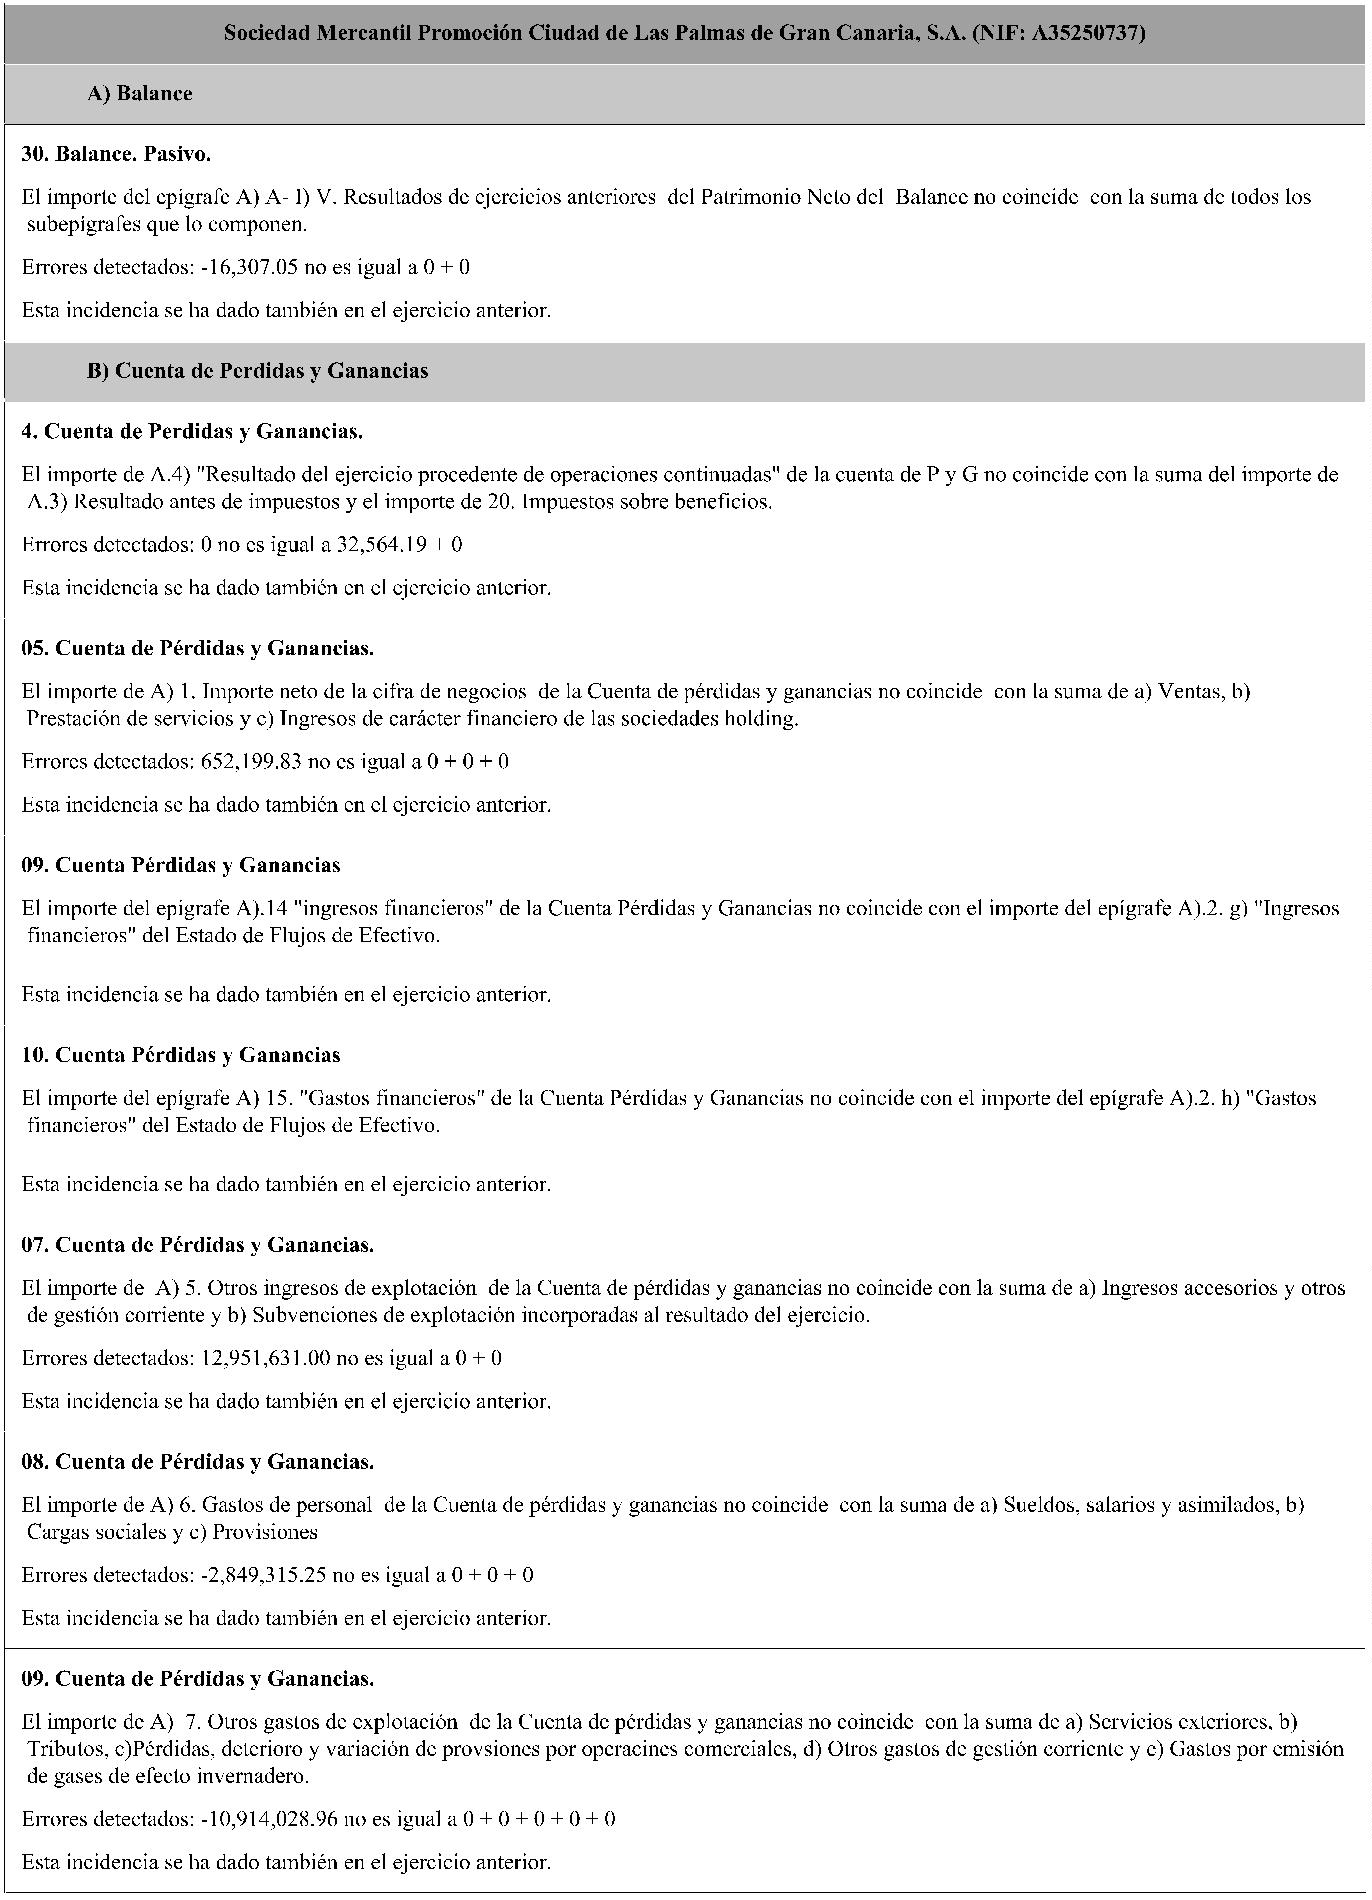 Sociedad Mercantil Promoción Ciudad de Las Palmas de Gran Canaria, S.A. (NIF: A35250737)
A) Balance
30. Balance. Pasivo.
El importe del epígrafe A) A- 1) V. Resultados de ejercicios anteriores del Patrimonio Neto del Balance no coincide con la suma de todos los
subepígrafes que lo componen.
Errores detectados: -16,307.05 no es igual a 0 + 0
Esta incidencia se ha dado también en el ejercicio anterior.
B) Cuenta de Perdidas y Ganancias
4. Cuenta de Perdidas y Ganancias.
El importe de A.4) "Resultado del ejercicio procedente de operaciones continuadas" de la cuenta de P y G no coincide con la suma del importe de
A.3) Resultado antes de impuestos y el importe de 20. Impuestos sobre beneficios.
Errores detectados: 0 no es igual a 32,564.19 + 0
Esta incidencia se ha dado también en el ejercicio anterior.
05. Cuenta de Pérdidas y Ganancias.
El importe de A) 1. Importe neto de la cifra de negocios de la Cuenta de pérdidas y ganancias no coincide con la suma de a) Ventas, b)
Prestación de servicios y c) Ingresos de carácter financiero de las sociedades holding.
Errores detectados: 652,199.83 no es igual a 0 + 0 + 0
Esta incidencia se ha dado también en el ejercicio anterior.
09. Cuenta Pérdidas y Ganancias
El importe del epígrafe A).14 "ingresos financieros" de la Cuenta Pérdidas y Ganancias no coincide con el importe del epígrafe A).2. g) "Ingresos
financieros" del Estado de Flujos de Efectivo.
Esta incidencia se ha dado también en el ejercicio anterior.
10. Cuenta Pérdidas y Ganancias
El importe del epígrafe A) 15. "Gastos financieros" de la Cuenta Pérdidas y Ganancias no coincide con el importe del epígrafe A).2. h) "Gastos
financieros" del Estado de Flujos de Efectivo.
Esta incidencia se ha dado también en el ejercicio anterior.
07. Cuenta de Pérdidas y Ganancias.
El importe de A) 5. Otros ingresos de explotación de la Cuenta de pérdidas y ganancias no coincide con la suma de a) Ingresos accesorios y otros
de gestión corriente y b) Subvenciones de explotación incorporadas al resultado del ejercicio.
Errores detectados: 12,951,631.00 no es igual a 0 + 0
Esta incidencia se ha dado también en el ejercicio anterior.
08. Cuenta de Pérdidas y Ganancias.
El importe de A) 6. Gastos de personal de la Cuenta de pérdidas y ganancias no coincide con la suma de a) Sueldos, salarios y asimilados, b)
Cargas sociales y c) Provisiones
Errores detectados: -2,849,315.25 no es igual a 0 + 0 + 0
Esta incidencia se ha dado también en el ejercicio anterior.
09. Cuenta de Pérdidas y Ganancias.
El importe de A) 7. Otros gastos de explotación de la Cuenta de pérdidas y ganancias no coincide con la suma de a) Servicios exteriores, b)
Tributos, c)Pérdidas, deterioro y variación de provsiones por operacines comerciales, d) Otros gastos de gestión corriente y e) Gastos por emisión
de gases de efecto invernadero.
Errores detectados: -10,914,028.96 no es igual a 0 + 0 + 0 + 0 + 0
Esta incidencia se ha dado también en el ejercicio anterior.